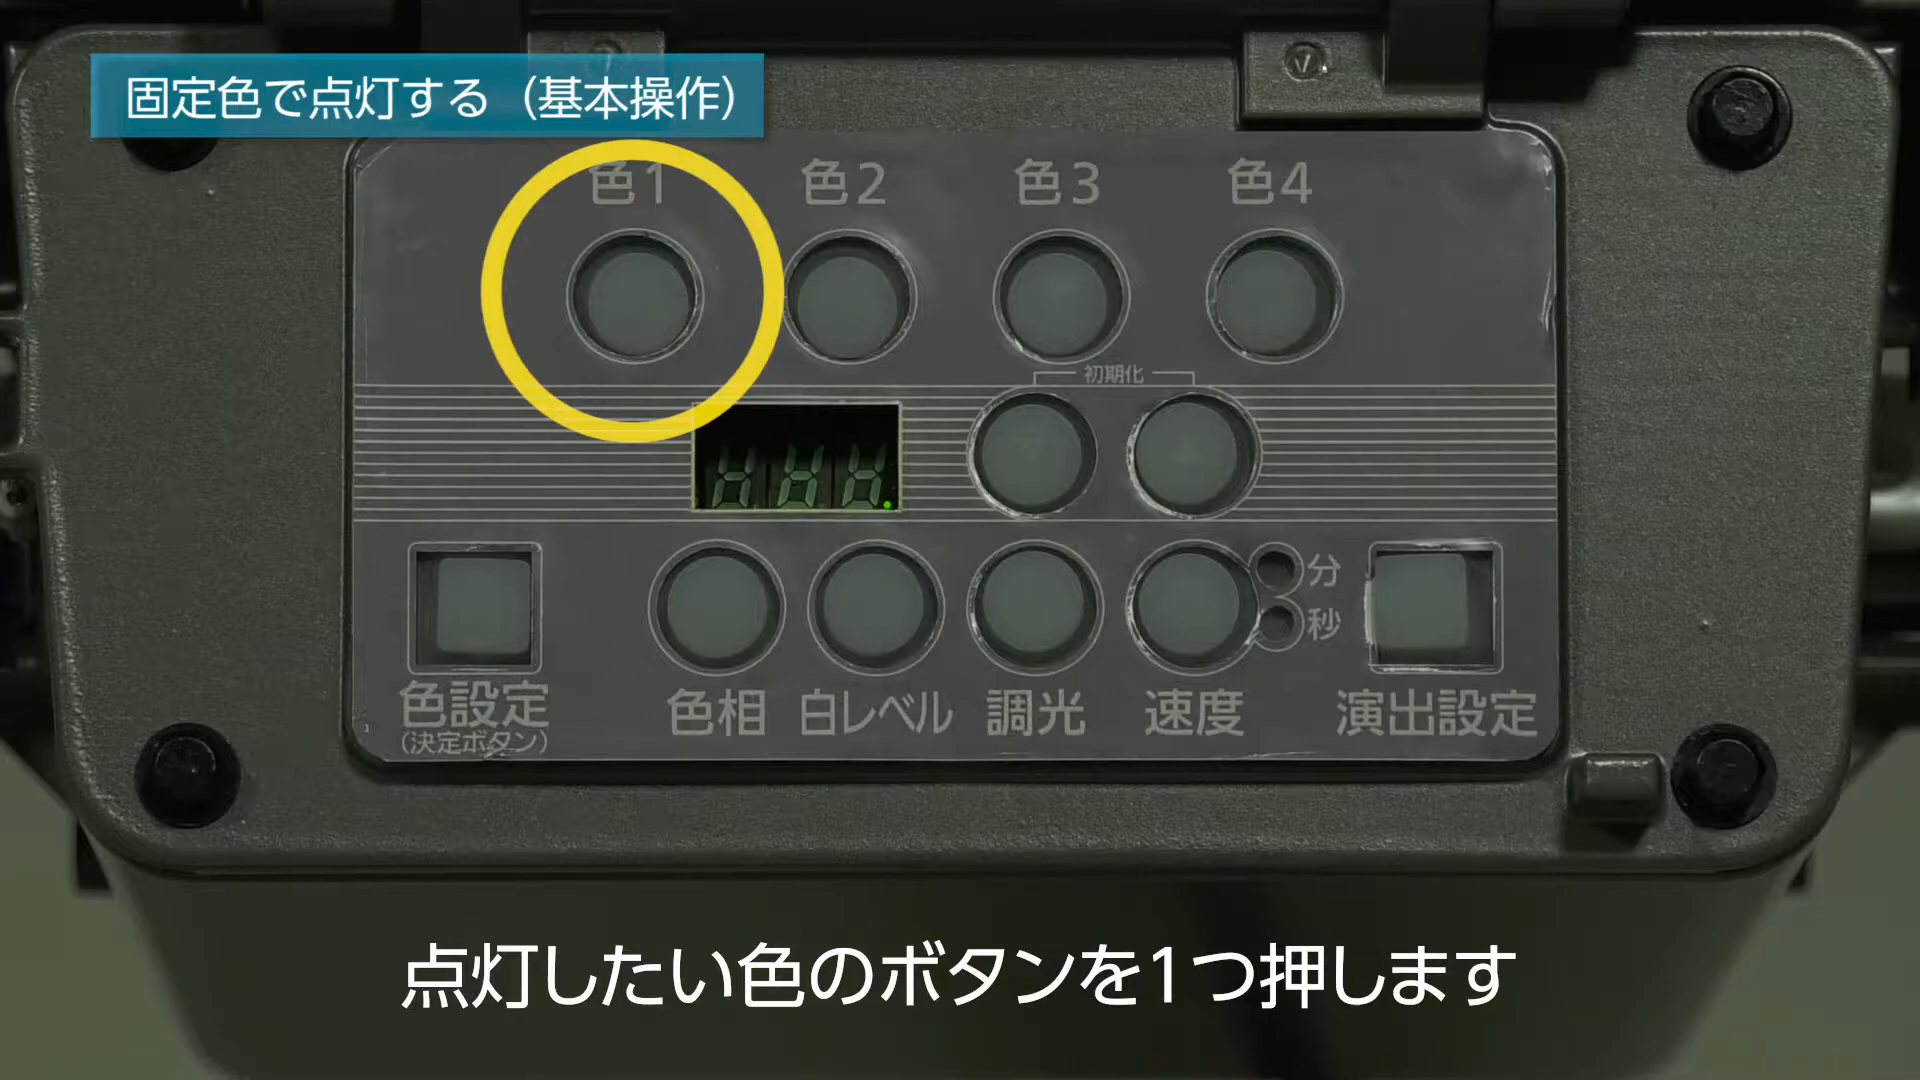 固定色で点灯する（基本操作）
色1 色2 色3 色4
初期化
分
秒
色設定 色相 白レベル 調光 速度 演出設定
(決定ボタン)
点灯したい色のボタンを1つ押します